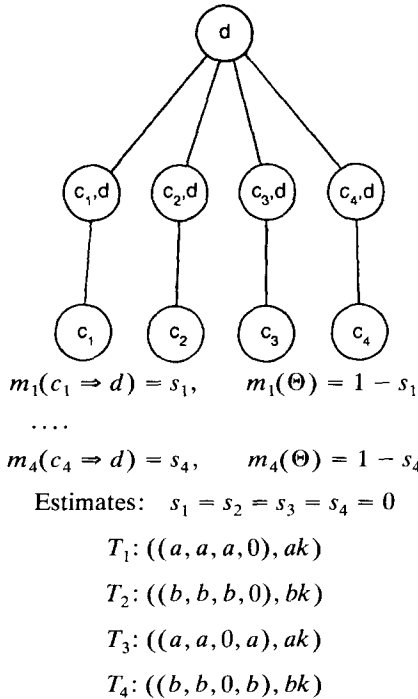 d
c₁,d c₂,d c₃,d c₄,d
c₁ c₂ c₃ c₄
m₁(c₁ ⇒ d) = s₁, m₁(Θ) = 1 − s₁
....
m₄(c₄ ⇒ d) = s₄, m₄(Θ) = 1 − s₄
Estimates: s₁ = s₂ = s₃ = s₄ = 0
T₁: ((a, a, a, 0), ak)
T₂: ((b, b, b, 0), bk)
T₃: ((a, a, 0, a), ak)
T₄: ((b, b, 0, b), bk)